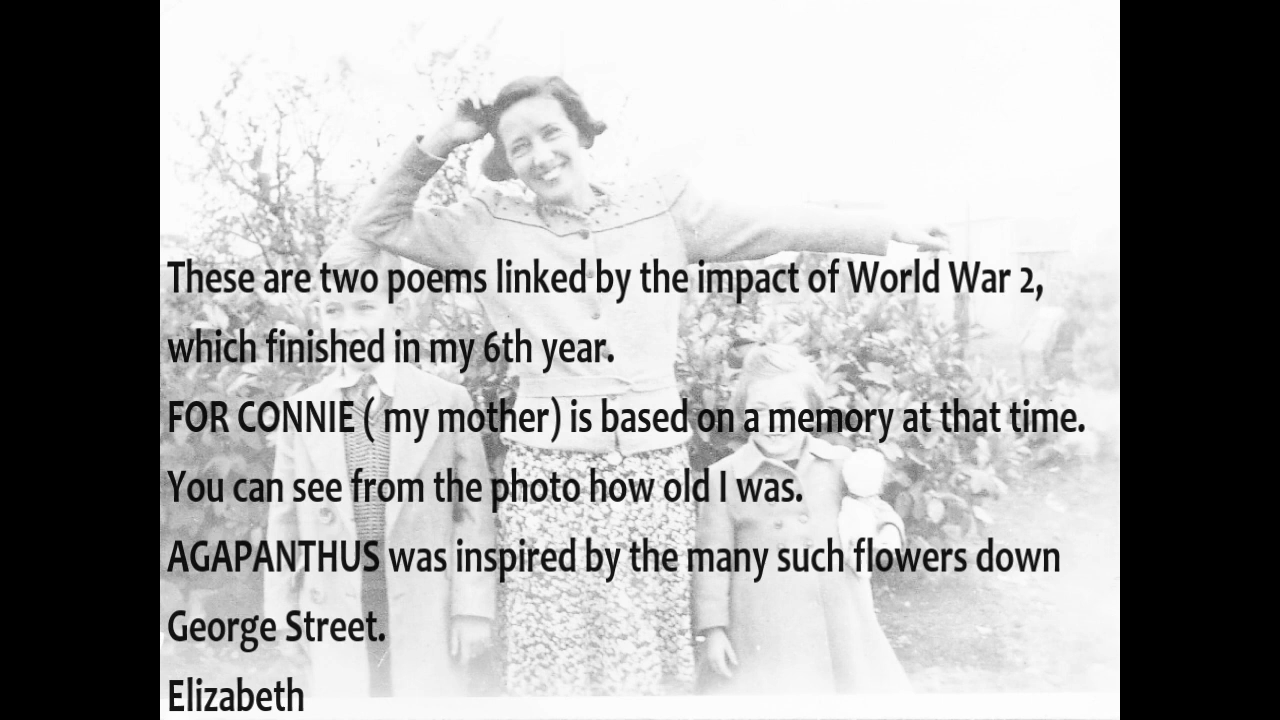 These are two poems linked by the impact of World War 2,
which finished in my 6th year.
FOR CONNIE ( my mother) is based on a memory at that time.
You can see from the photo how old I was.
AGAPANTHUS was inspired by the many such flowers down
George Street.
Elizabeth